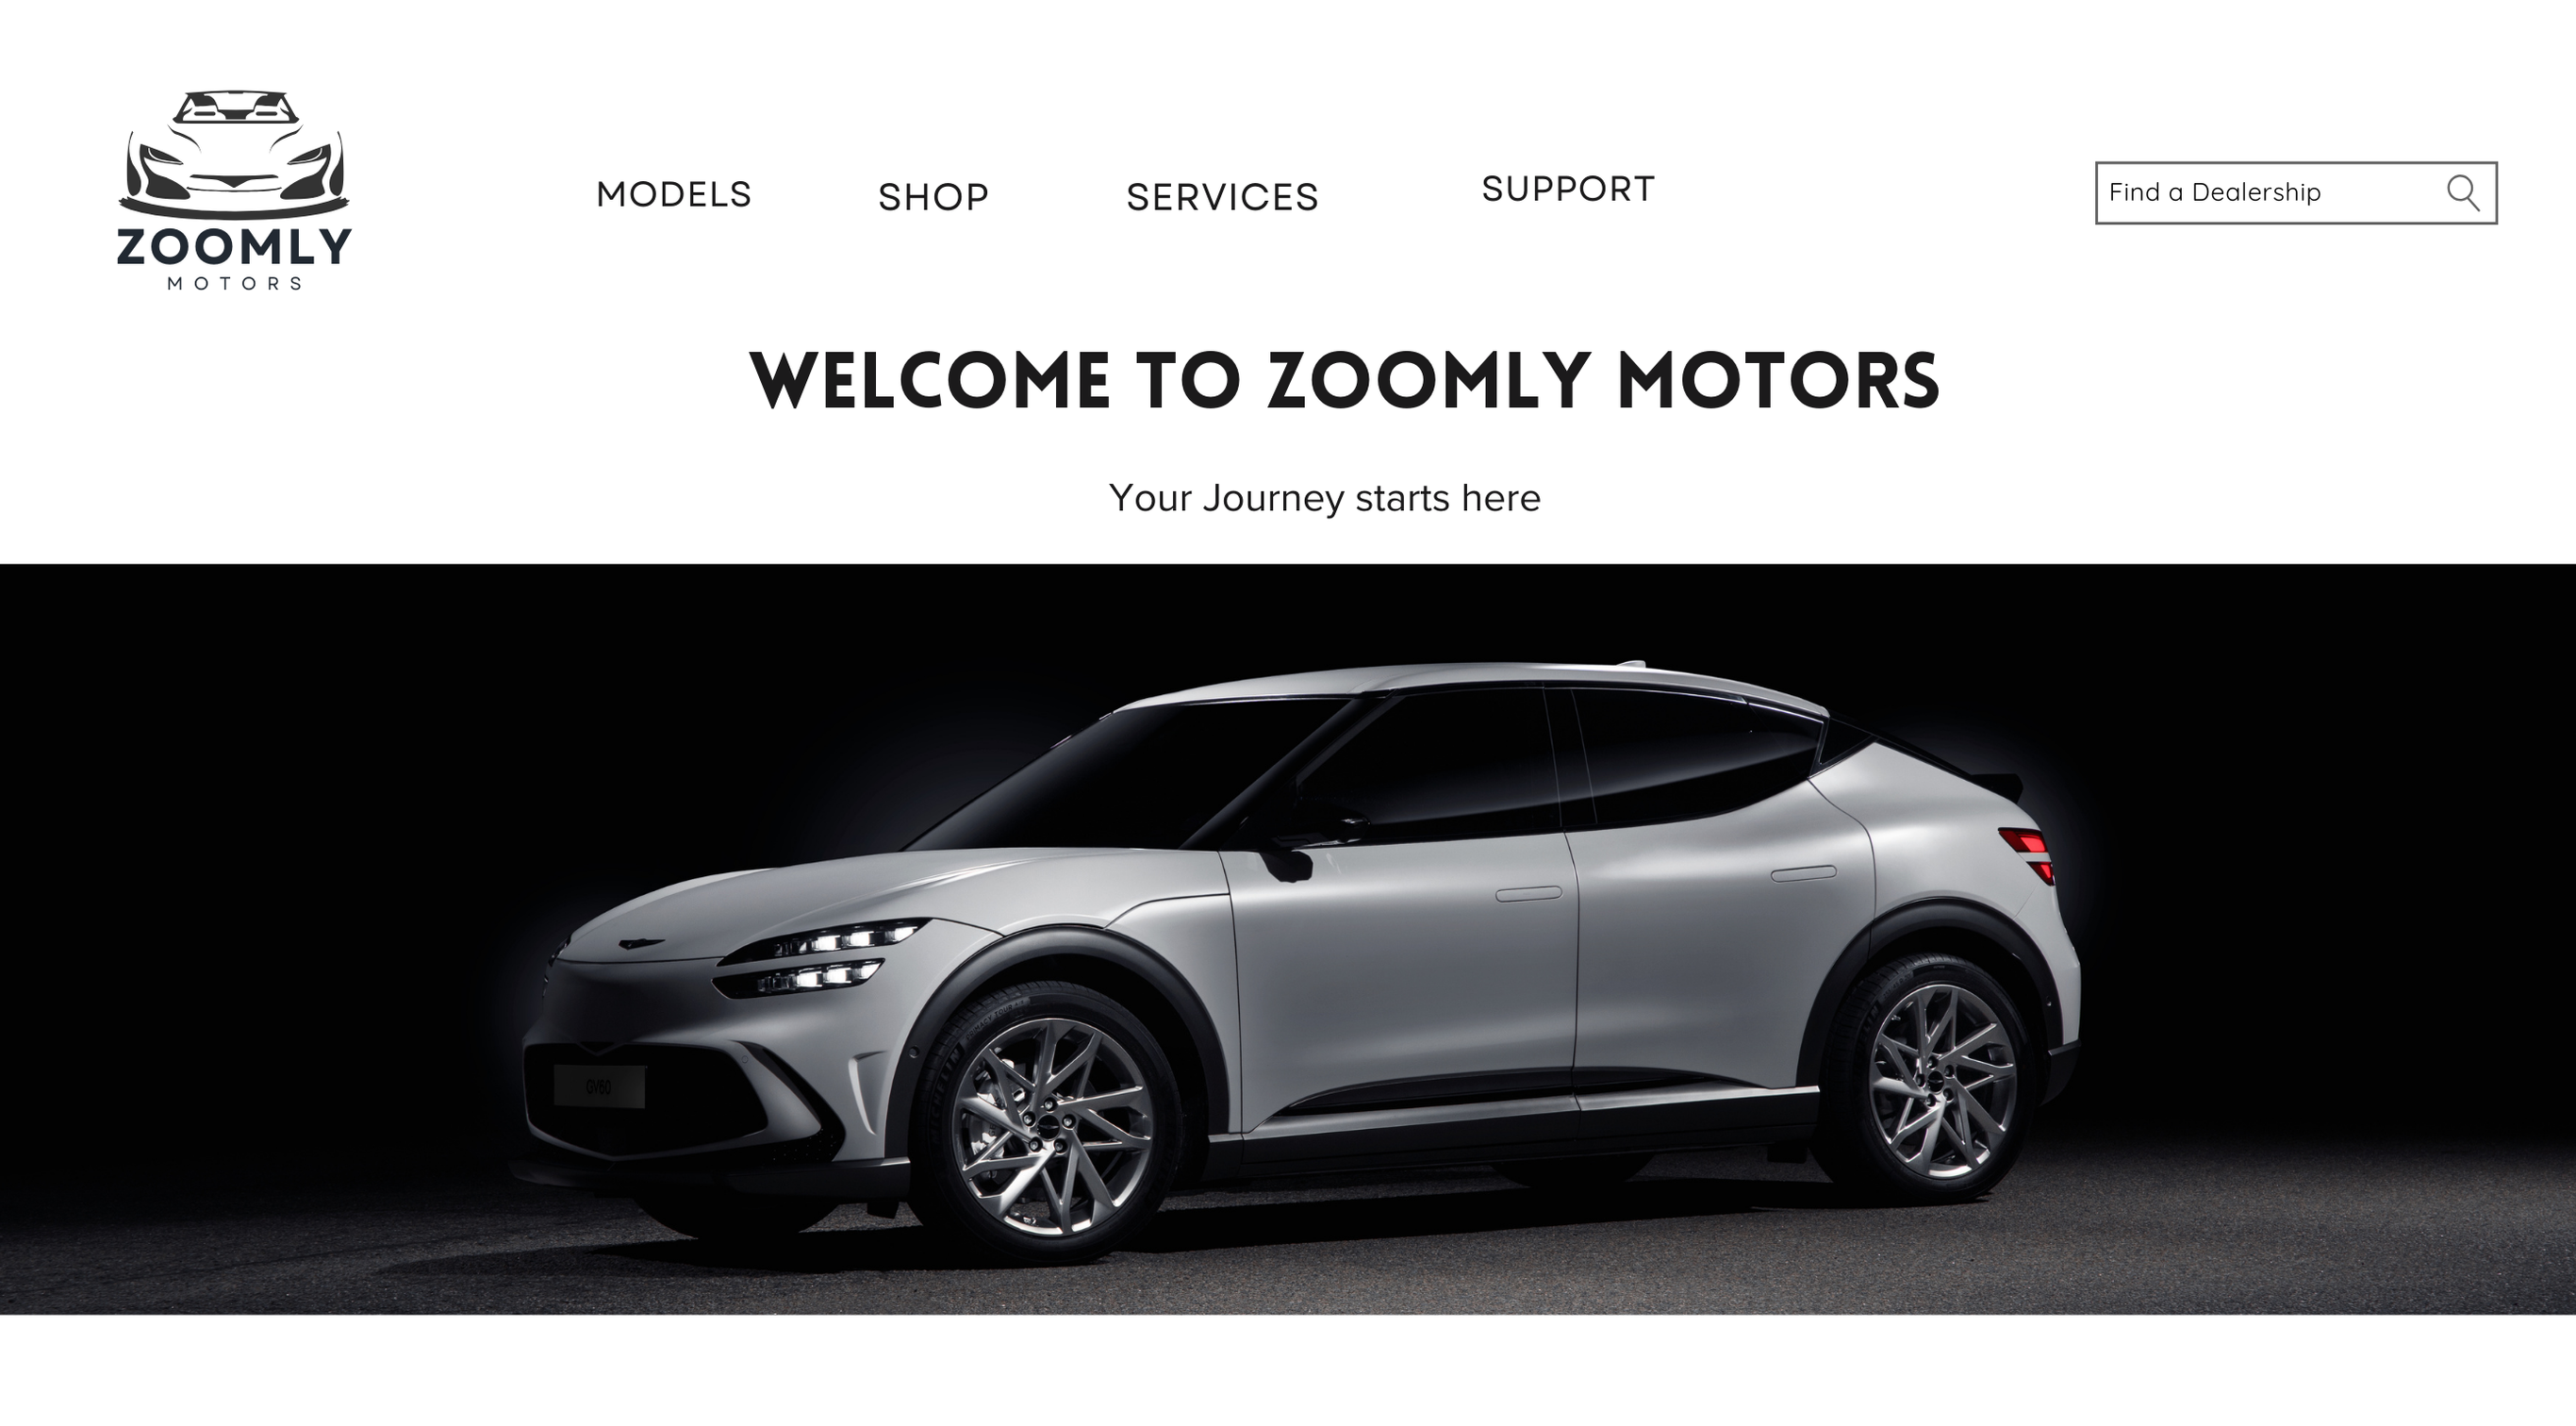 ZOOMLY
MOTORS
MODELS
SHOP
SERVICES
SUPPORT
Find a Dealership
WELCOME TO ZOOMLY MOTORS
Your Journey starts here
GV60